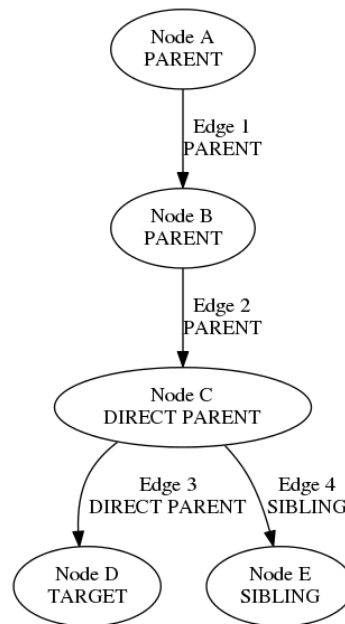 Node A
PARENT
Edge 1
PARENT
Node B
PARENT
Edge 2
PARENT
Node C
DIRECT PARENT
Edge 3
DIRECT PARENT
Edge 4
SIBLING
Node D
TARGET
Node E
SIBLING